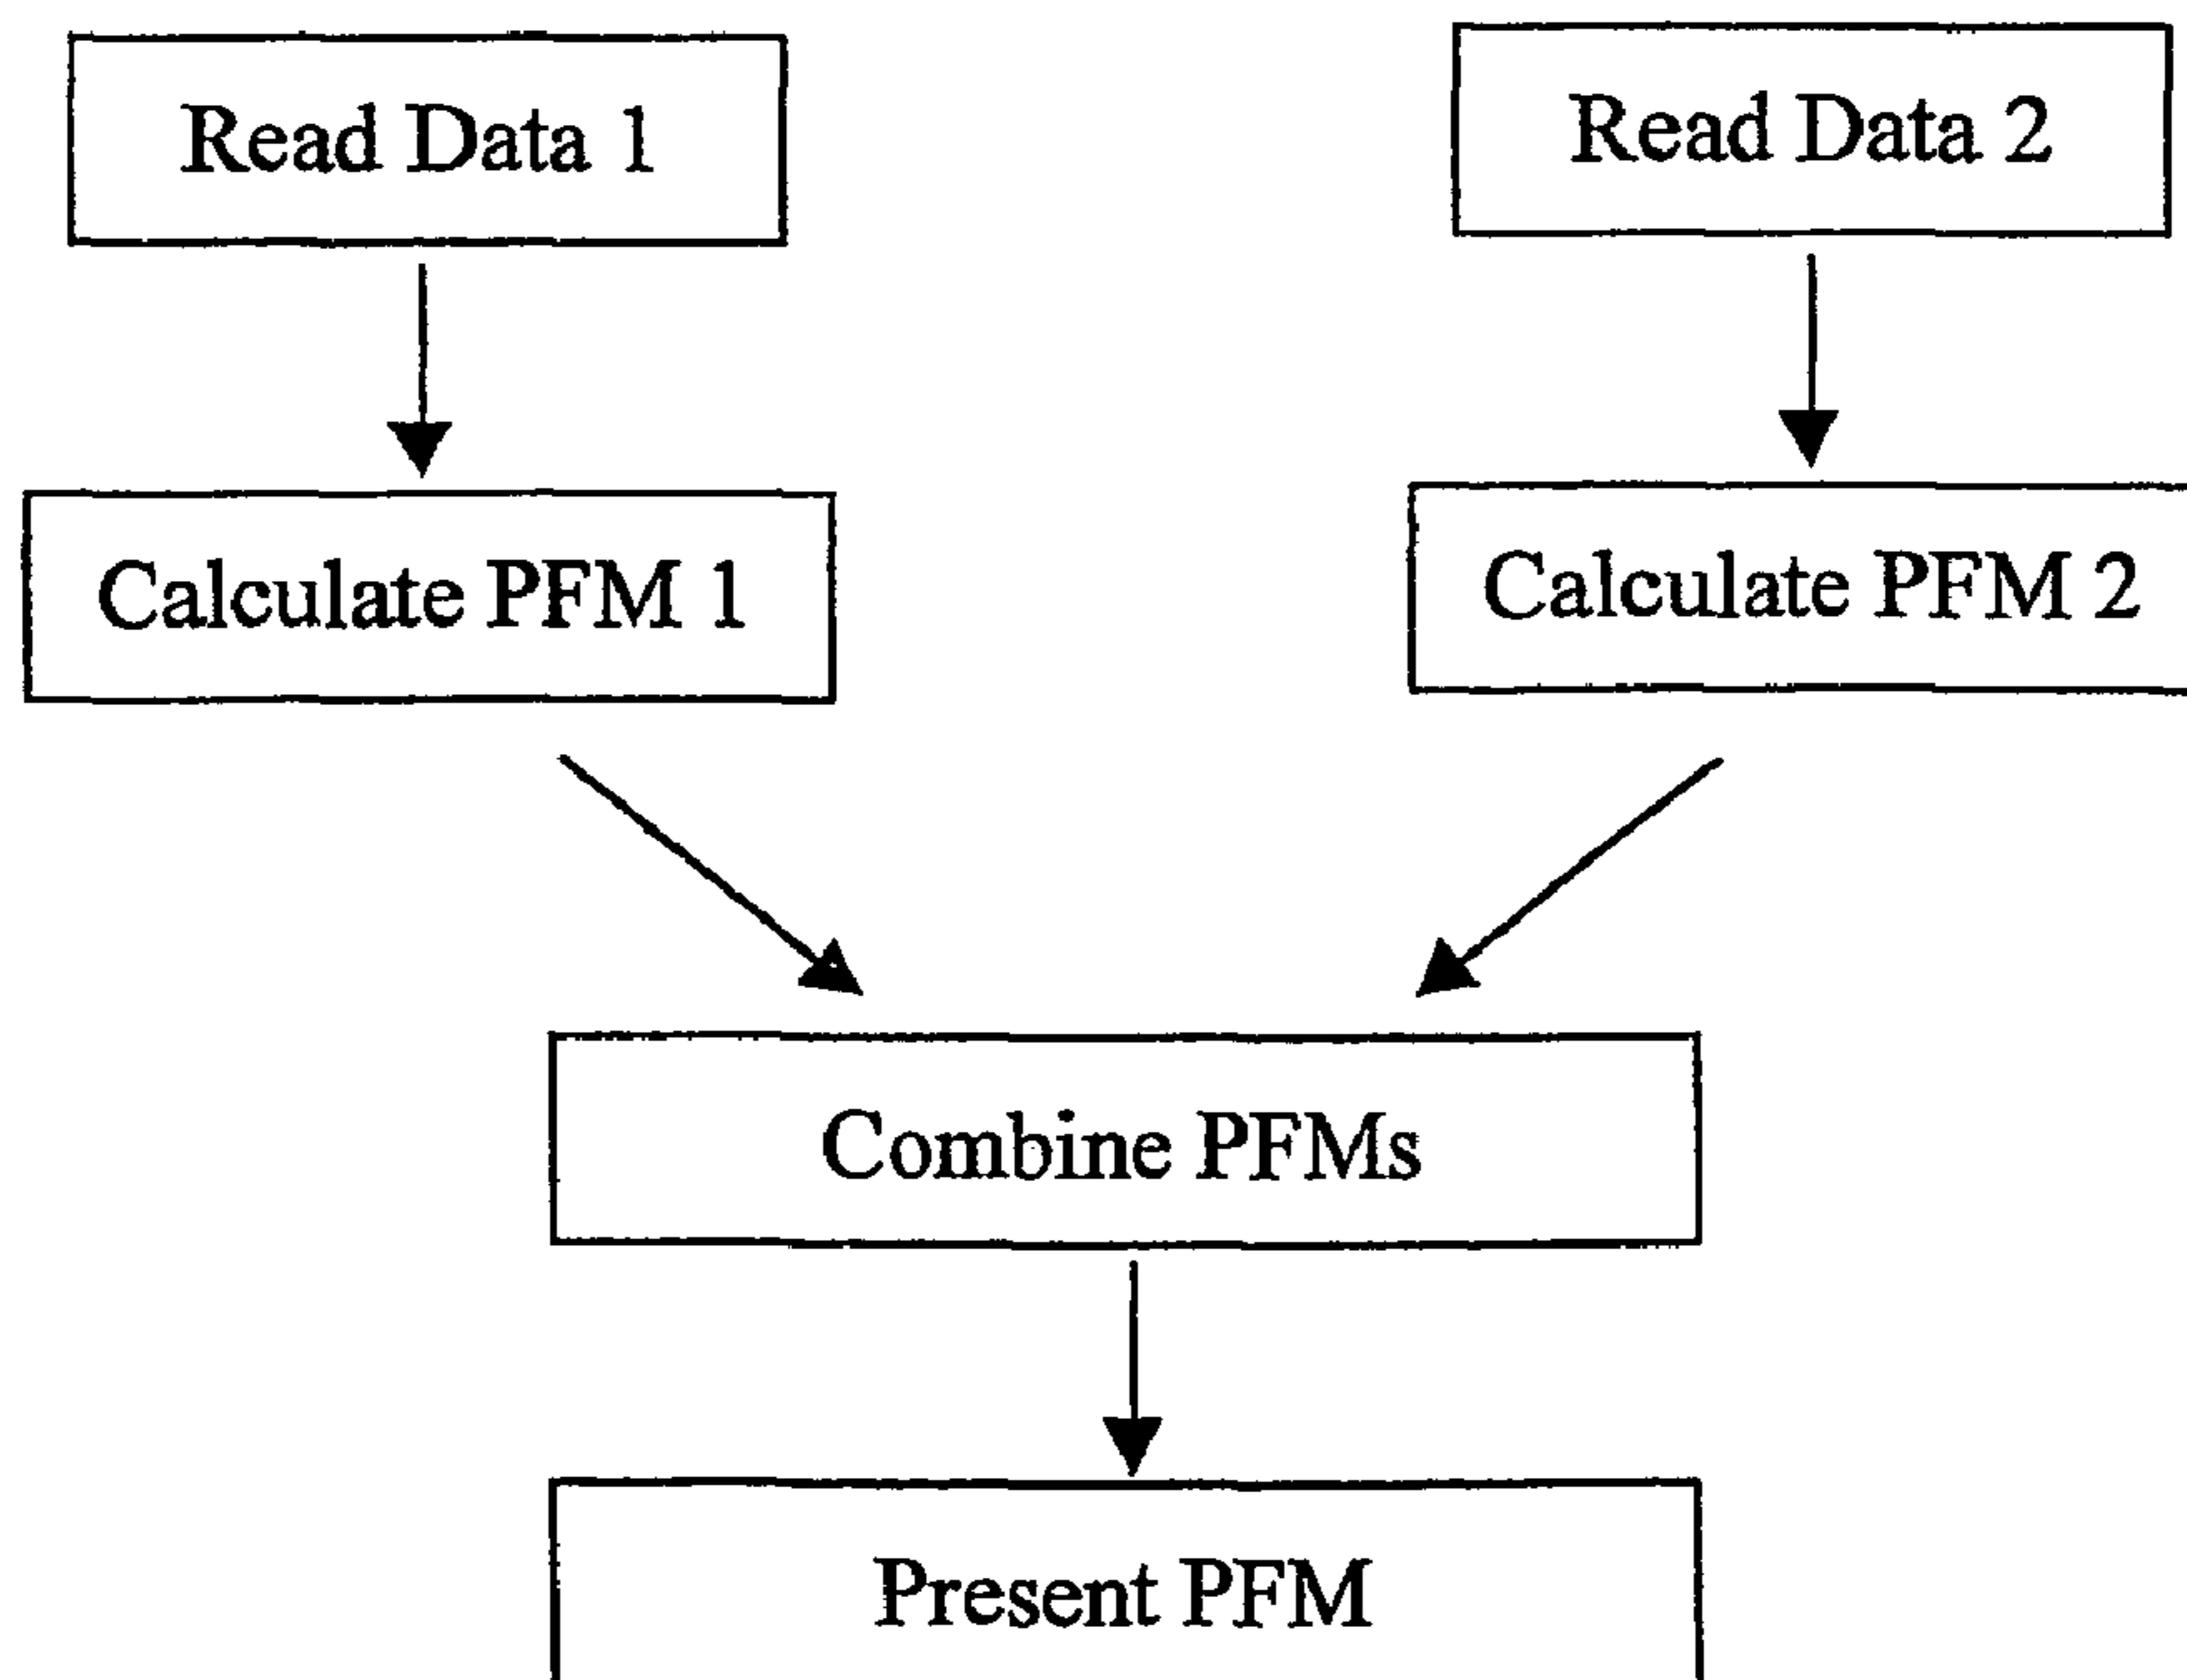 Read Data 1
Read Data 2
Calculate PFM 1
Calculate PFM 2
Combine PFMs
Present PFM